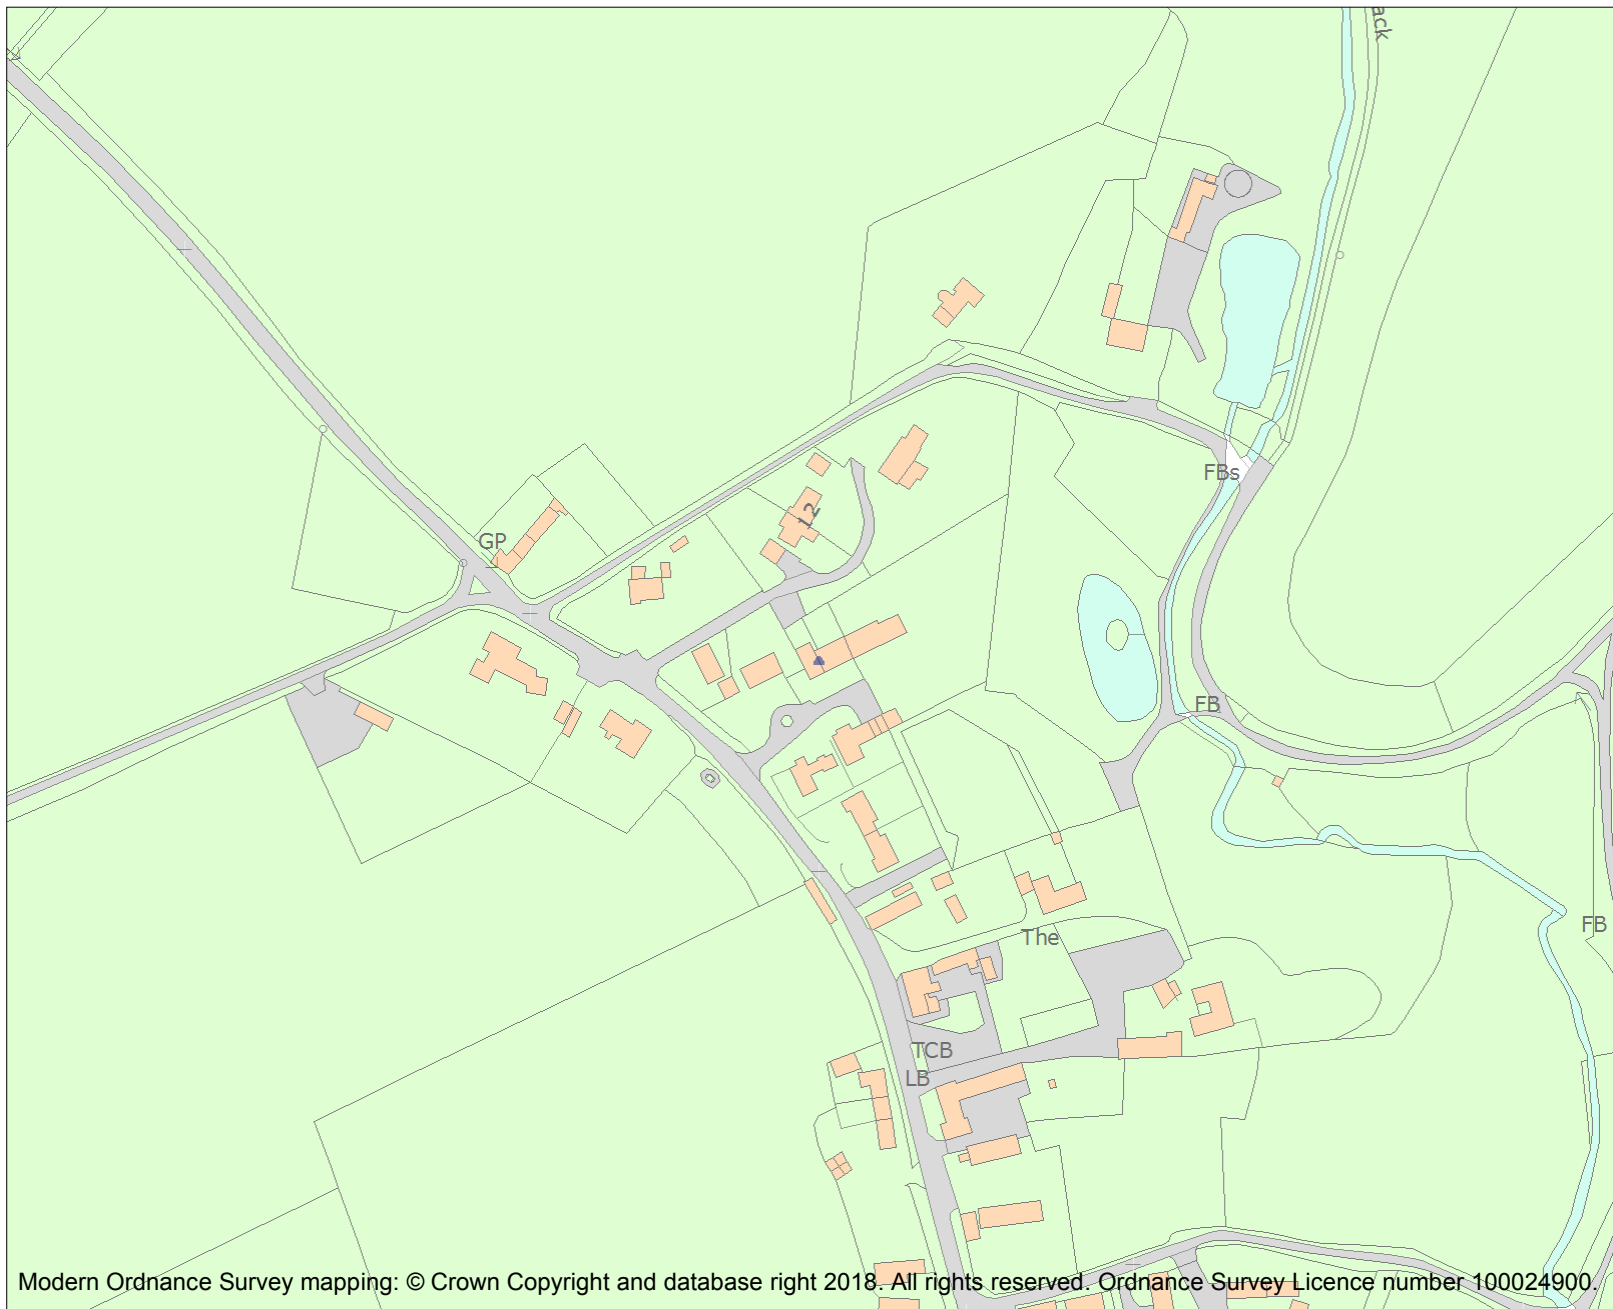 ack
FBs
GP
12
FB
FB
The
TCB
LB
Modern Ordnance Survey mapping: © Crown Copyright and database right 2018. All rights reserved. Ordnance Survey Licence number 100024900.